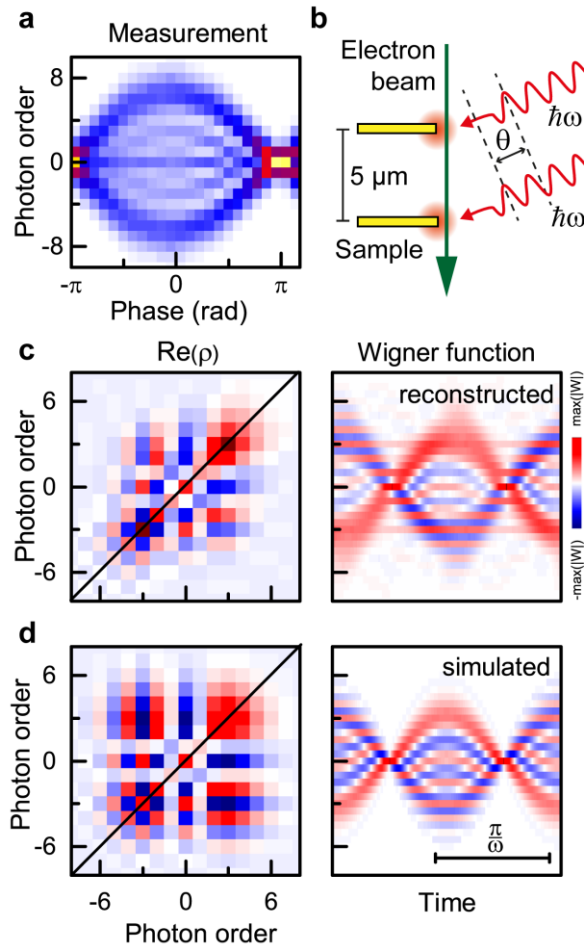 a
Measurement
Photon order
8
0
-8
-π
0
π
Phase (rad)
b
Electron
beam
ħω
θ
5 μm
ħω
Sample
c
Re(ρ)
Photon order
6
0
-6
Wigner function
reconstructed
max(|W|)
-max(|W|)
d
Photon order
6
0
-6
-6
0
6
Photon order
simulated
π
ω
Time